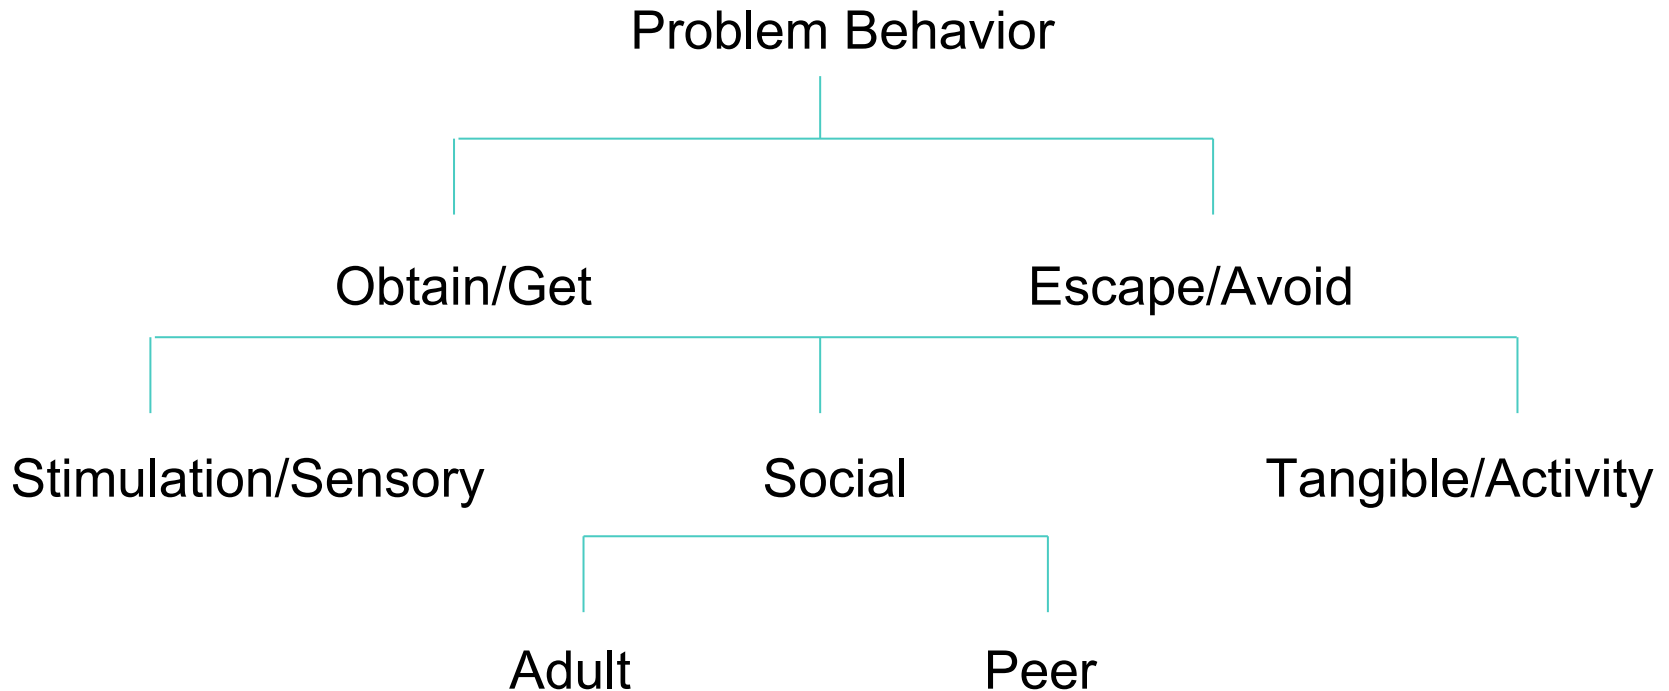 Problem Behavior
Obtain/Get
Escape/Avoid
Stimulation/Sensory
Social
Tangible/Activity
Adult
Peer